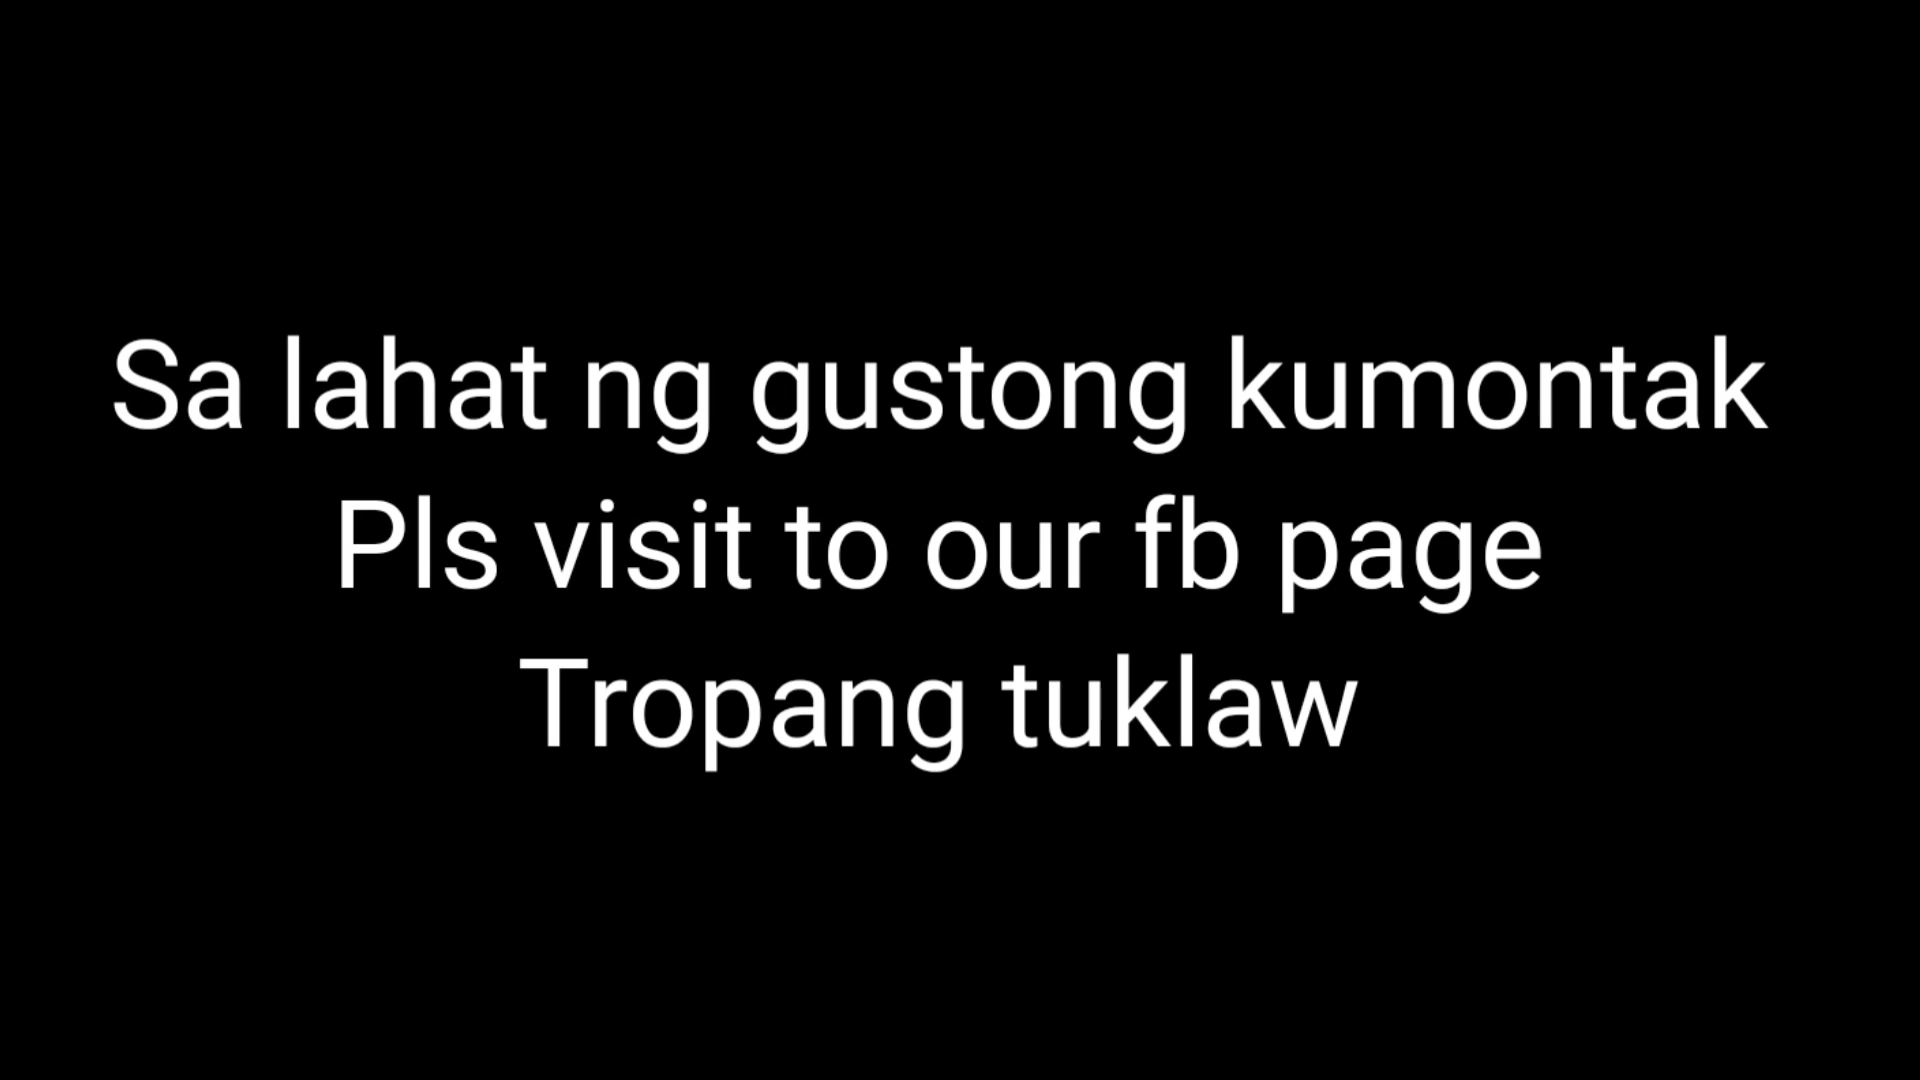 Sa lahat ng gustong kumontak
Pls visit to our fb page
Tropang tuklaw